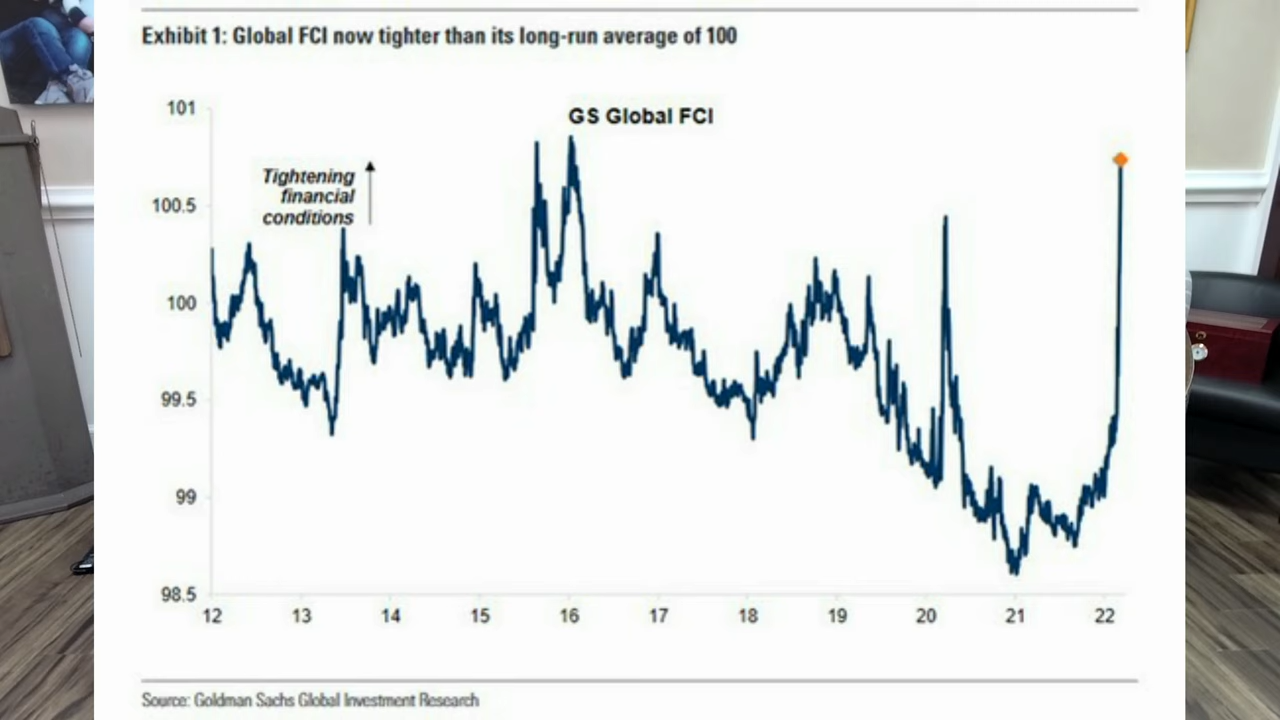 Exhibit 1: Global FCI now tighter than its long-run average of 100
GS Global FCI
Tightening
financial
conditions
101
100.5
100
99.5
99
98.5
12 13 14 15 16 17 18 19 20 21 22
Source: Goldman Sachs Global Investment Research